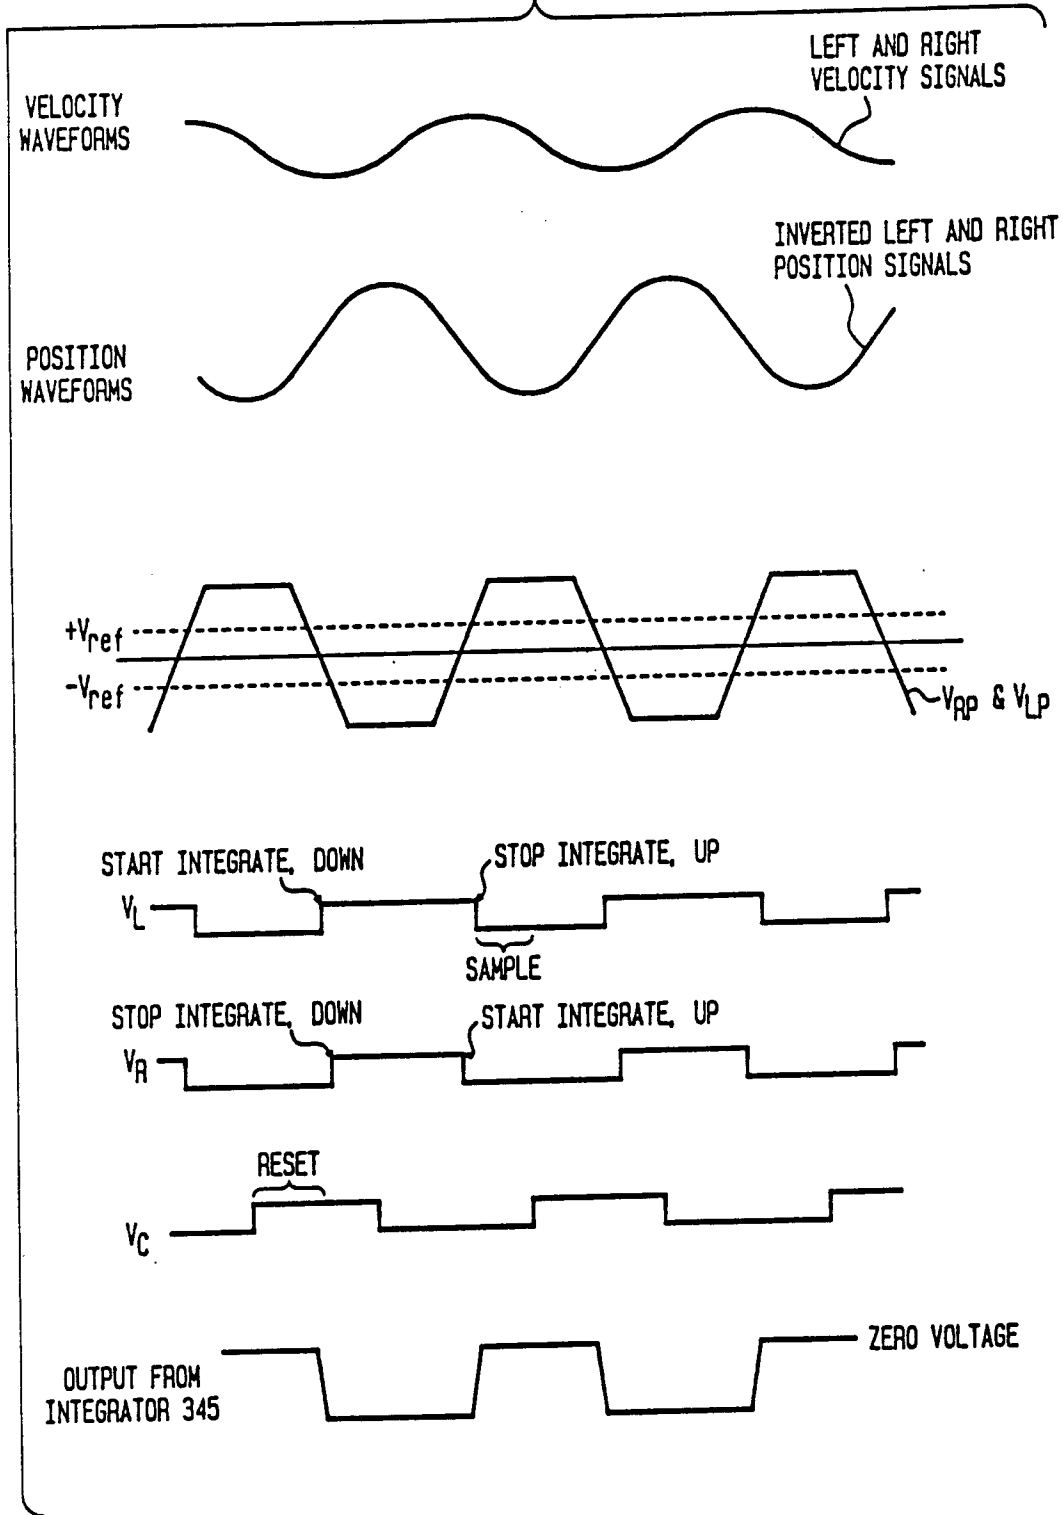 LEFT AND RIGHT
VELOCITY SIGNALS
VELOCITY
WAVEFORMS
INVERTED LEFT AND RIGHT
POSITION SIGNALS
POSITION
WAVEFORMS
+Vref
-Vref
VRP & VLP
START INTEGRATE, DOWN
STOP INTEGRATE, UP
VL
SAMPLE
STOP INTEGRATE, DOWN
START INTEGRATE, UP
VR
RESET
VC
ZERO VOLTAGE
OUTPUT FROM
INTEGRATOR 345